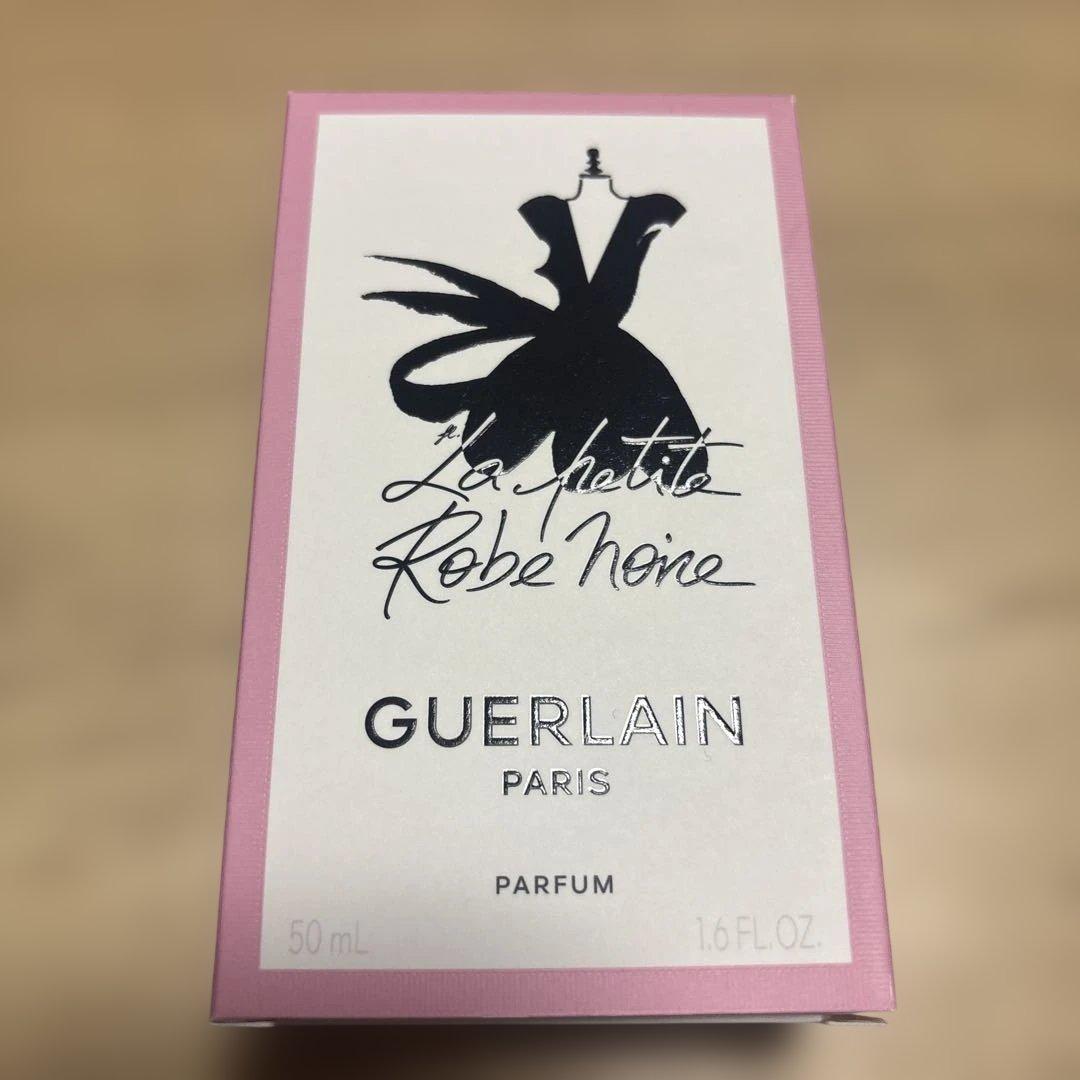 La petite
Robe noire
GUERLAIN
PARIS
PARFUM
50 mL
1.6 FL.OZ.